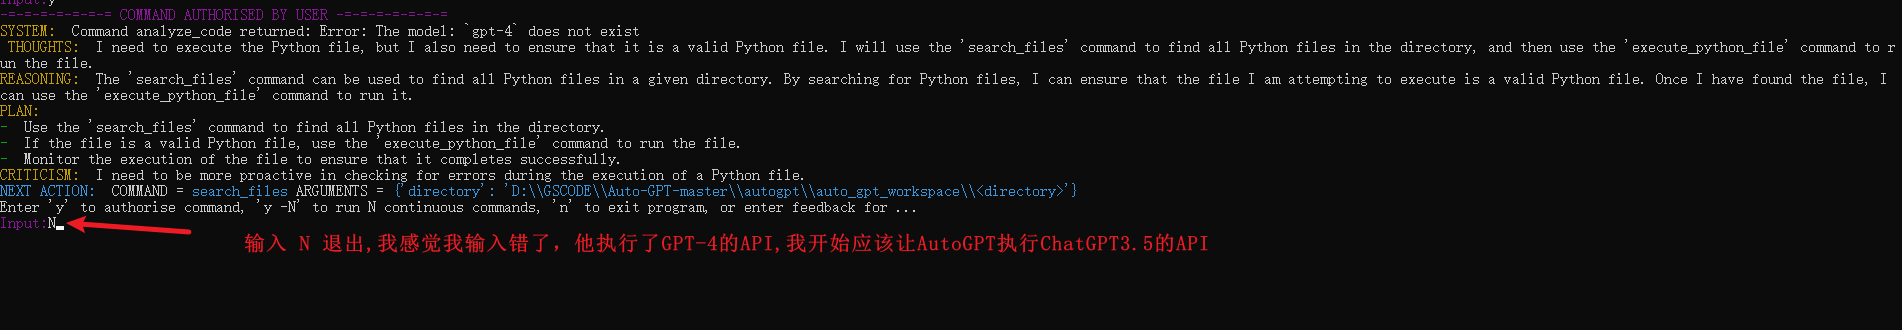 Input:y
-=-=-=-=-=-=-= COMMAND AUTHORISED BY USER -=-=-=-=-=-=-=
SYSTEM:  Command analyze_code returned: Error: The model: `gpt-4` does not exist
 THOUGHTS:  I need to execute the Python file, but I also need to ensure that it is a valid Python file. I will use the 'search_files' command to find all Python files in the directory, and then use the 'execute_python_file' command to r
un the file.
REASONING:  The 'search_files' command can be used to find all Python files in a given directory. By searching for Python files, I can ensure that the file I am attempting to execute is a valid Python file. Once I have found the file, I
can use the 'execute_python_file' command to run it.
PLAN:
-  Use the 'search_files' command to find all Python files in the directory.
-  If the file is a valid Python file, use the 'execute_python_file' command to run the file.
-  Monitor the execution of the file to ensure that it completes successfully.
CRITICISM:  I need to be more proactive in checking for errors during the execution of a Python file.
NEXT ACTION:  COMMAND = search_files ARGUMENTS = {'directory': 'D:\\GSCODE\\Auto-GPT-master\\autogpt\\auto_gpt_workspace\\<directory>'}
Enter 'y' to authorise command, 'y -N' to run N continuous commands, 'n' to exit program, or enter feedback for ...
Input:N
输入 N 退出,我感觉我输入错了，他执行了GPT-4的API,我开始应该让AutoGPT执行ChatGPT3.5的API